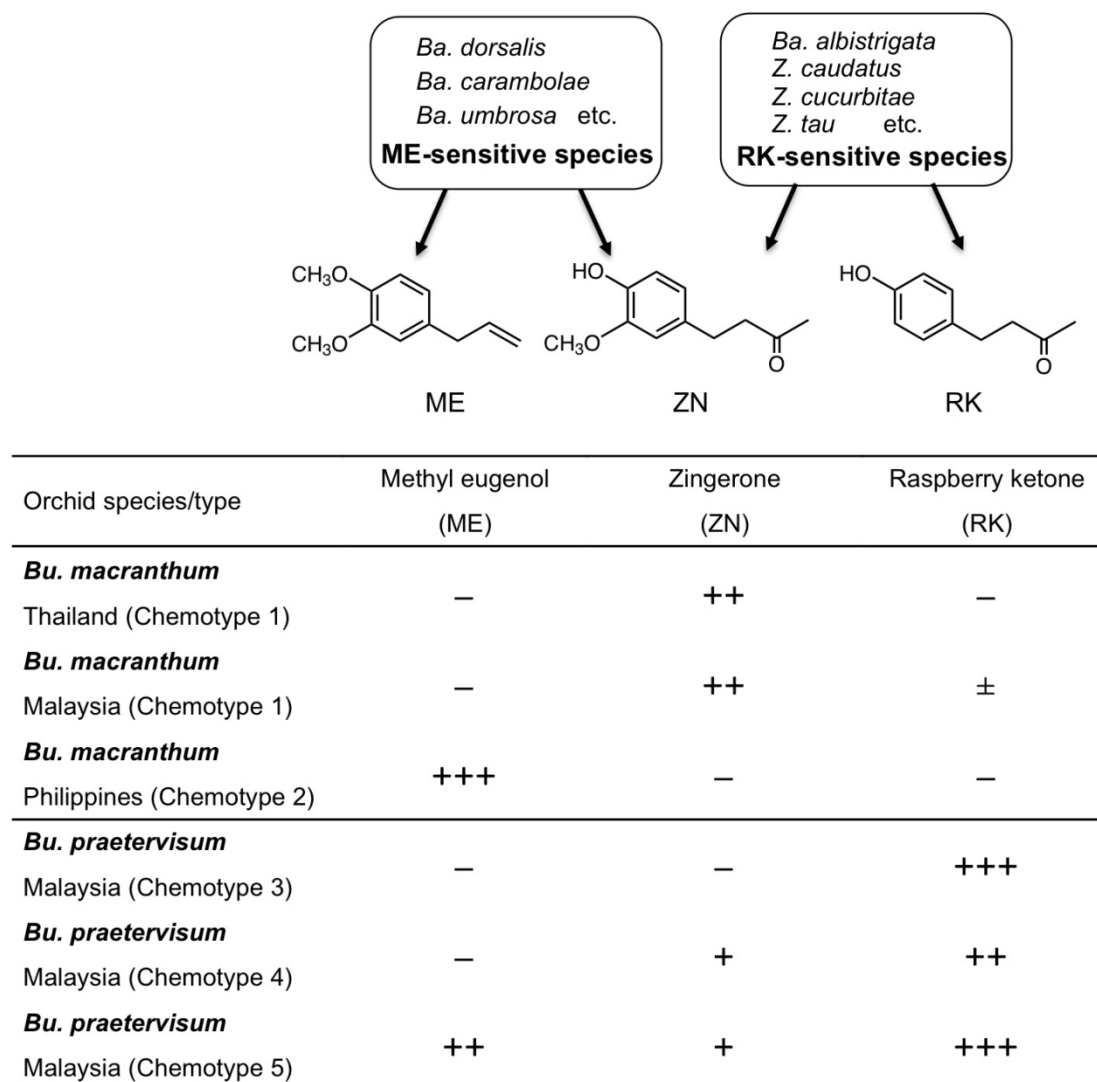 Ba. dorsalis
Ba. carambolae
Ba. umbrosa etc.
ME-sensitive species
Ba. albistrigata
Z. caudatus
Z. cucurbitae
Z. tau etc.
RK-sensitive species
CH₃O
CH₃O
ME
HO
CH₃O
O
ZN
HO
O
RK
Orchid species/type
Methyl eugenol
(ME)
Zingerone
(ZN)
Raspberry ketone
(RK)
Bu. macranthum
Thailand (Chemotype 1)
– ++ –
Bu. macranthum
Malaysia (Chemotype 1)
– ++ ±
Bu. macranthum
Philippines (Chemotype 2)
+++ – –
Bu. praetervisum
Malaysia (Chemotype 3)
– – +++
Bu. praetervisum
Malaysia (Chemotype 4)
– + ++
Bu. praetervisum
Malaysia (Chemotype 5)
++ + +++